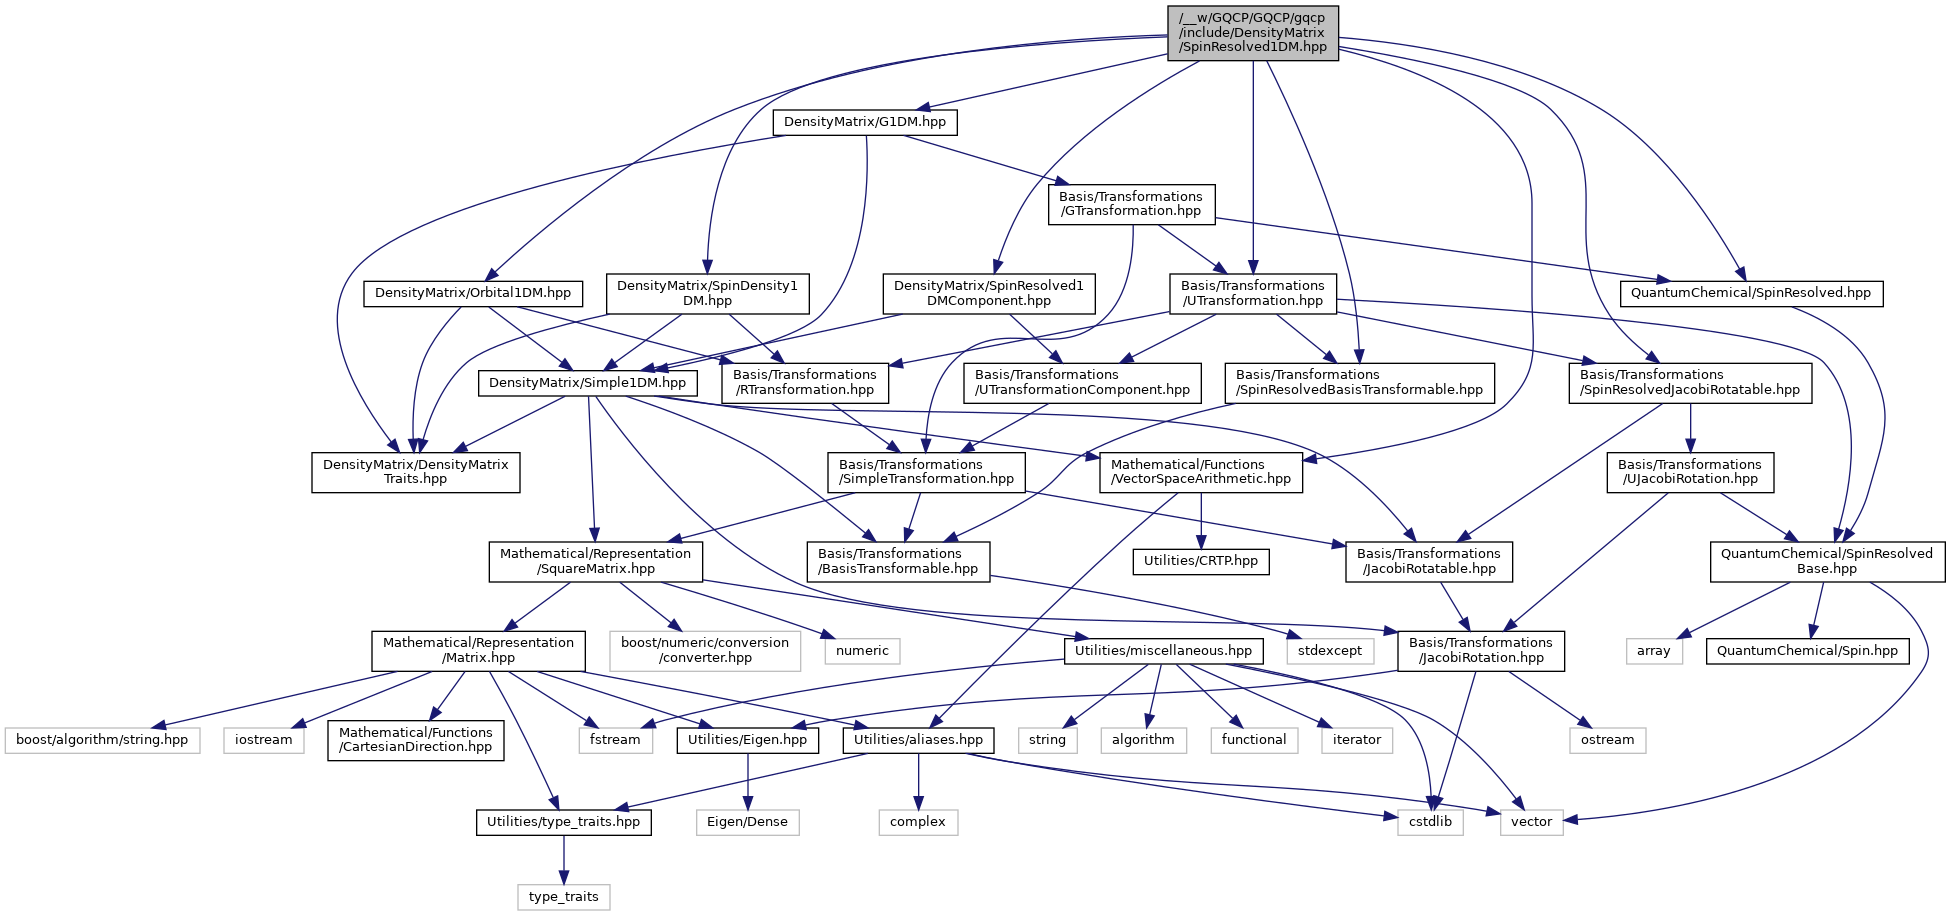 /__w/GQCP/GQCP/gqcp
/include/DensityMatrix
/SpinResolved1DM.hpp
DensityMatrix/G1DM.hpp
Basis/Transformations
/GTransformation.hpp
DensityMatrix/Orbital1DM.hpp
DensityMatrix/SpinDensity1
DM.hpp
DensityMatrix/SpinResolved1
DMComponent.hpp
Basis/Transformations
/UTransformation.hpp
QuantumChemical/SpinResolved.hpp
DensityMatrix/Simple1DM.hpp
Basis/Transformations
/RTransformation.hpp
Basis/Transformations
/UTransformationComponent.hpp
Basis/Transformations
/SpinResolvedBasisTransformable.hpp
Basis/Transformations
/SpinResolvedJacobiRotatable.hpp
DensityMatrix/DensityMatrix
Traits.hpp
Basis/Transformations
/SimpleTransformation.hpp
Mathematical/Functions
/VectorSpaceArithmetic.hpp
Basis/Transformations
/UJacobiRotation.hpp
Mathematical/Representation
/SquareMatrix.hpp
Basis/Transformations
/BasisTransformable.hpp
Utilities/CRTP.hpp
Basis/Transformations
/JacobiRotatable.hpp
QuantumChemical/SpinResolved
Base.hpp
Mathematical/Representation
/Matrix.hpp
boost/numeric/conversion
/converter.hpp
numeric
Utilities/miscellaneous.hpp
stdexcept
Basis/Transformations
/JacobiRotation.hpp
array
QuantumChemical/Spin.hpp
boost/algorithm/string.hpp
iostream
Mathematical/Functions
/CartesianDirection.hpp
fstream
Utilities/Eigen.hpp
Utilities/aliases.hpp
string
algorithm
functional
iterator
ostream
Utilities/type_traits.hpp
Eigen/Dense
complex
cstdlib
vector
type_traits